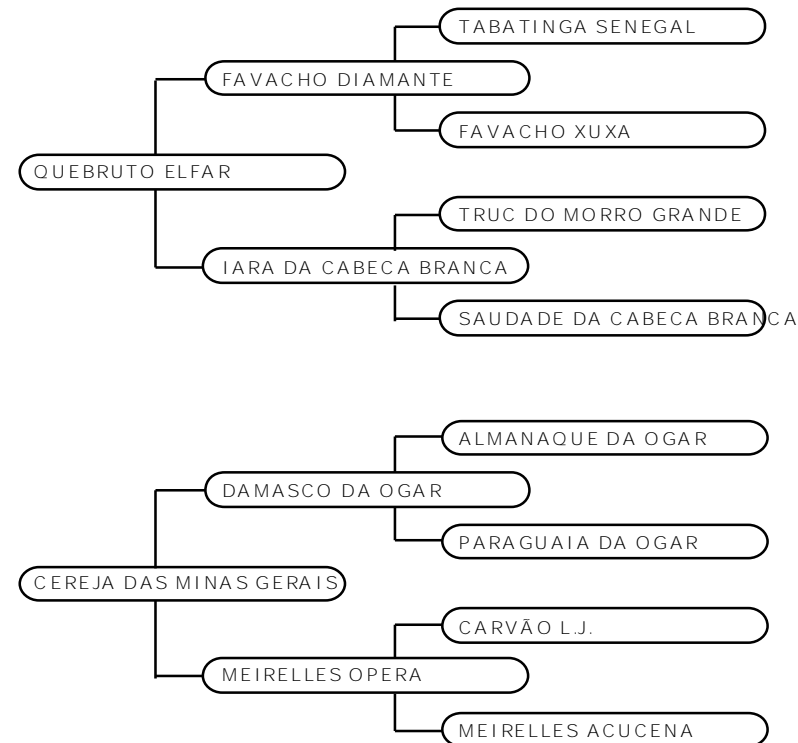 TABATINGA SENEGAL
FAVACHO DIAMANTE
FAVACHO XUXA
QUEBRUTO ELFAR
TRUC DO MORRO GRANDE
IARA DA CABECA BRANCA
SAUDADE DA CABECA BRANCA
ALMANAQUE DA OGAR
DAMASCO DA OGAR
PARAGUAIA DA OGAR
CEREJA DAS MINAS GERAIS
CARVÃO L.J.
MEIRELLES OPERA
MEIRELLES ACUCENA